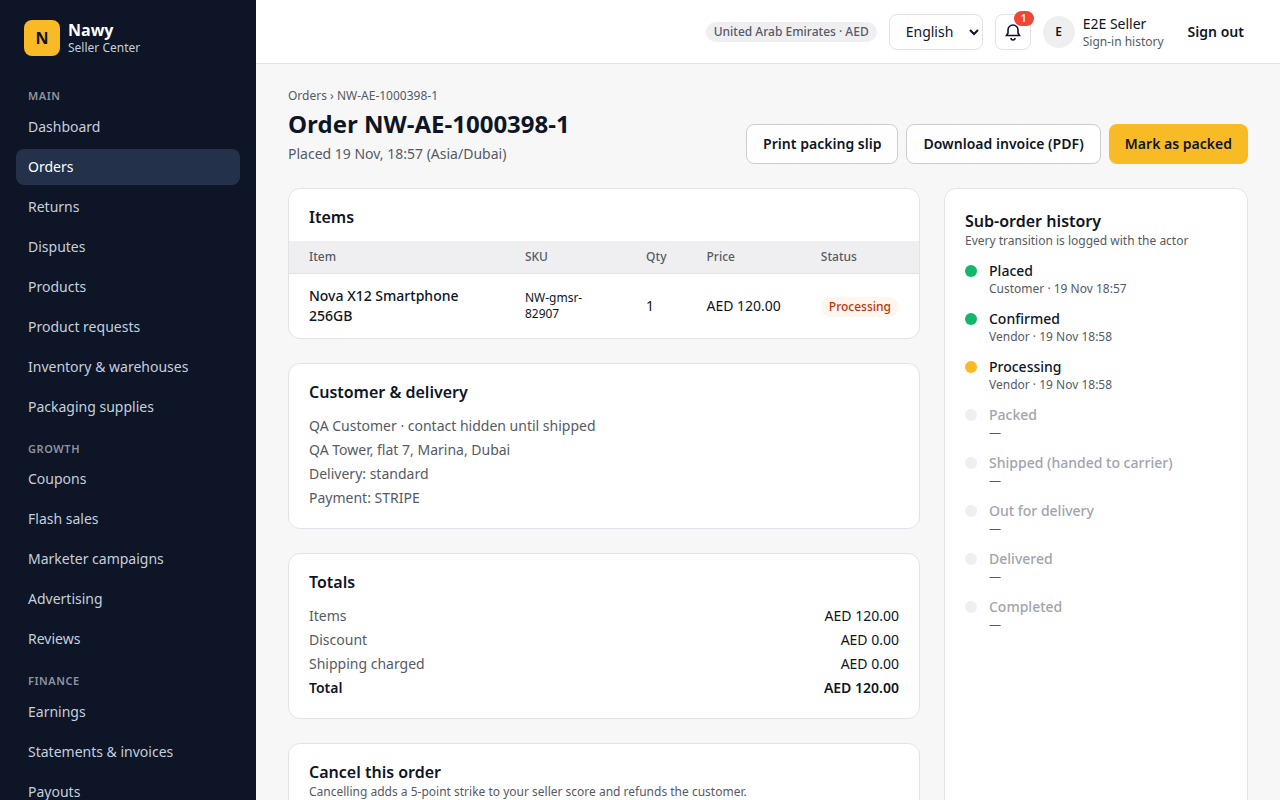 N
Nawy
Seller Center
MAIN
Dashboard
Orders
Returns
Disputes
Products
Product requests
Inventory & warehouses
Packaging supplies
GROWTH
Coupons
Flash sales
Marketer campaigns
Advertising
Reviews
FINANCE
Earnings
Statements & invoices
Payouts
United Arab Emirates · AED
English
1
E
E2E Seller
Sign-in history
Sign out
Orders › NW-AE-1000398-1
Order NW-AE-1000398-1
Placed 19 Nov, 18:57 (Asia/Dubai)
Print packing slip
Download invoice (PDF)
Mark as packed
Items
Item SKU Qty Price Status
Nova X12 Smartphone
256GB
NW-gmsr-
82907
1
AED 120.00
Processing
Customer & delivery
QA Customer · contact hidden until shipped
QA Tower, flat 7, Marina, Dubai
Delivery: standard
Payment: STRIPE
Totals
Items AED 120.00
Discount AED 0.00
Shipping charged AED 0.00
Total AED 120.00
Cancel this order
Cancelling adds a 5-point strike to your seller score and refunds the customer.
Sub-order history
Every transition is logged with the actor
Placed
Customer · 19 Nov 18:57
Confirmed
Vendor · 19 Nov 18:58
Processing
Vendor · 19 Nov 18:58
Packed
—
Shipped (handed to carrier)
—
Out for delivery
—
Delivered
—
Completed
—